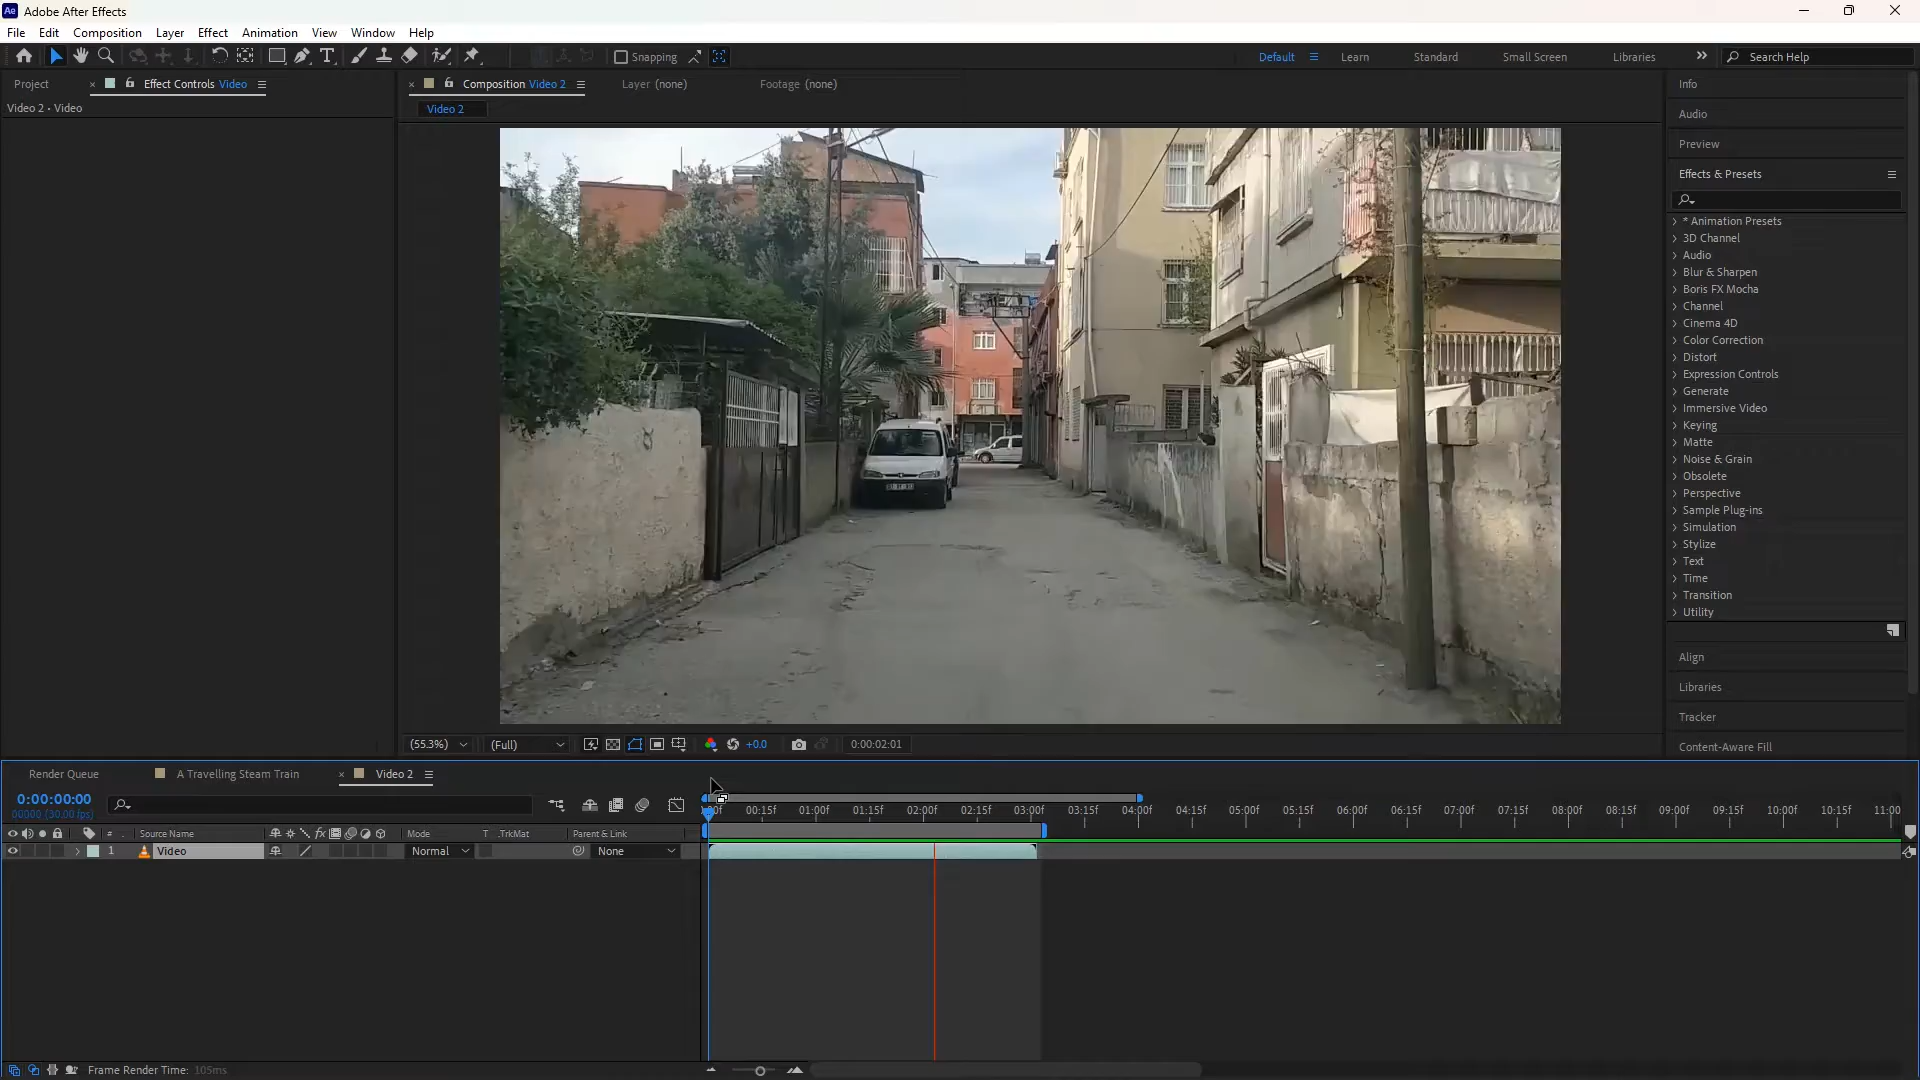 Ae Adobe After Effects
File Edit Composition Layer Effect Animation View Window Help
Snapping Default Learn Standard Small Screen Libraries Search Help
Project Effect Controls Video
Video 2 • Video
Composition Video 2 Layer (none) Footage (none)
Video 2
Info
Audio
Preview
Effects & Presets
* Animation Presets
3D Channel
Audio
Blur & Sharpen
Boris FX Mocha
Channel
Cinema 4D
Color Correction
Distort
Expression Controls
Generate
Immersive Video
Keying
Matte
Noise & Grain
Obsolete
Perspective
Sample Plug-ins
Simulation
Stylize
Text
Time
Transition
Utility
Align
Libraries
Tracker
Content-Aware Fill
(55.3%) (Full) +0.0 0:00:02:01
Render Queue A Travelling Steam Train Video 2
0:00:00:00
00000 (30.00 fps)
00:15f 01:00f 01:15f 02:00f 02:15f 03:00f 03:15f 04:00f 04:15f 05:00f 05:15f 06:00f 06:15f 07:00f 07:15f 08:00f 08:15f 09:00f 09:15f 10:00f 10:15f 11:00
# Source Name Mode T .TrkMat Parent & Link
1 Video Normal None
Frame Render Time: 105ms